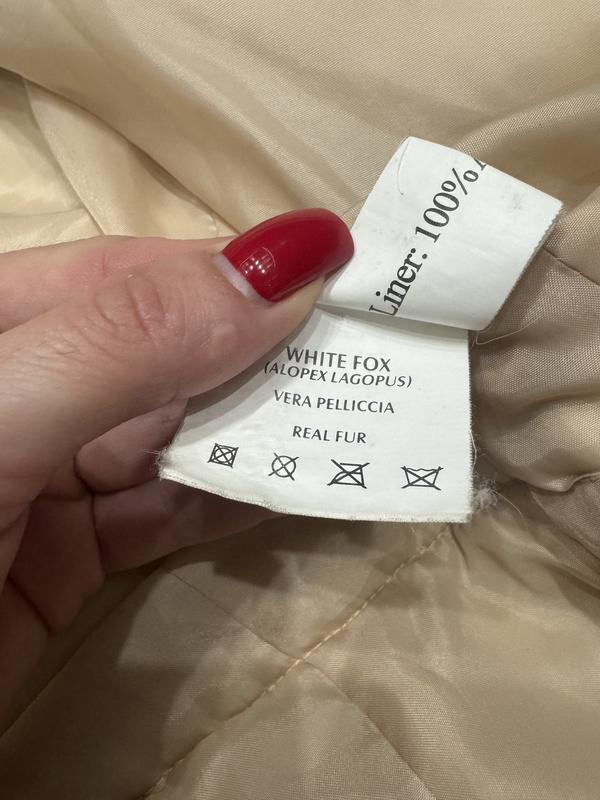 Liner: 100%
WHITE FOX
(ALOPEX LAGOPUS)
VERA PELLICCIA
REAL FUR